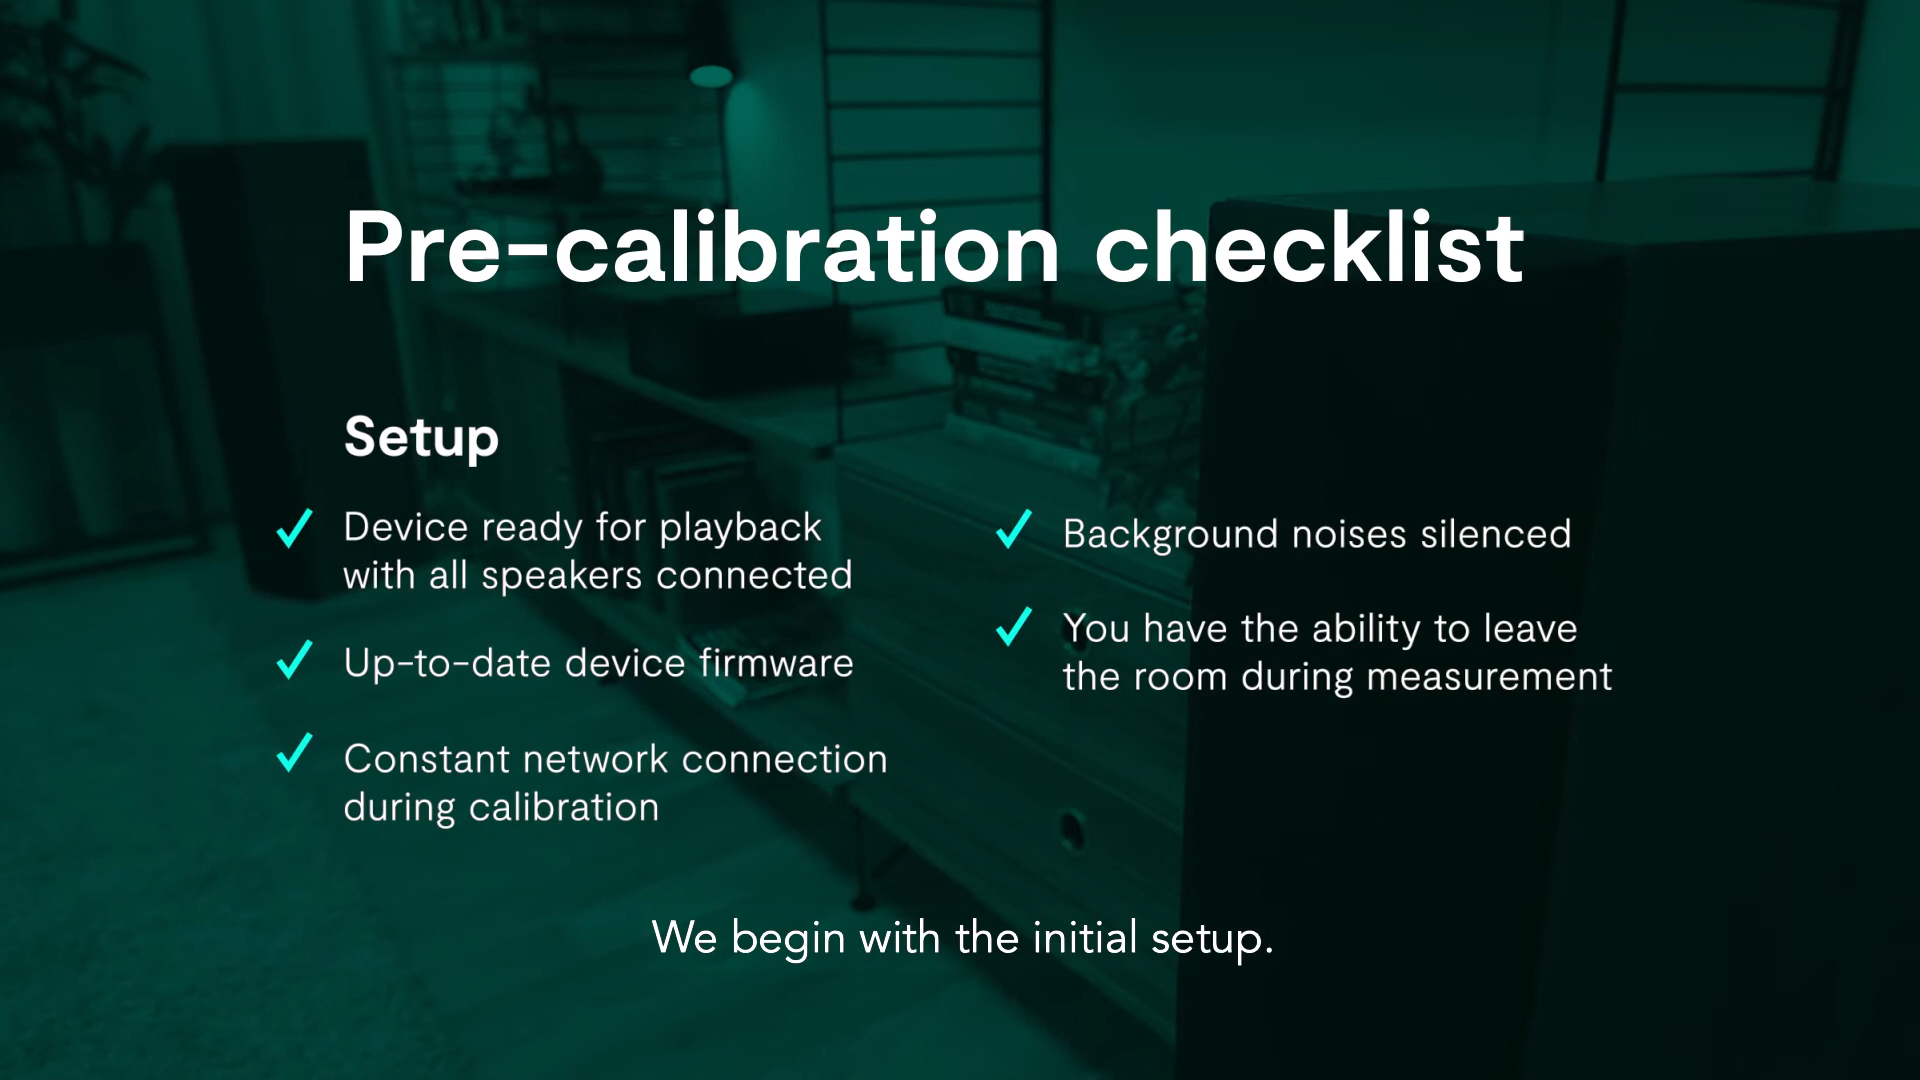 Pre-calibration checklist
Setup
Device ready for playback
with all speakers connected
Up-to-date device firmware
Constant network connection
during calibration
Background noises silenced
You have the ability to leave
the room during measurement
We begin with the initial setup.